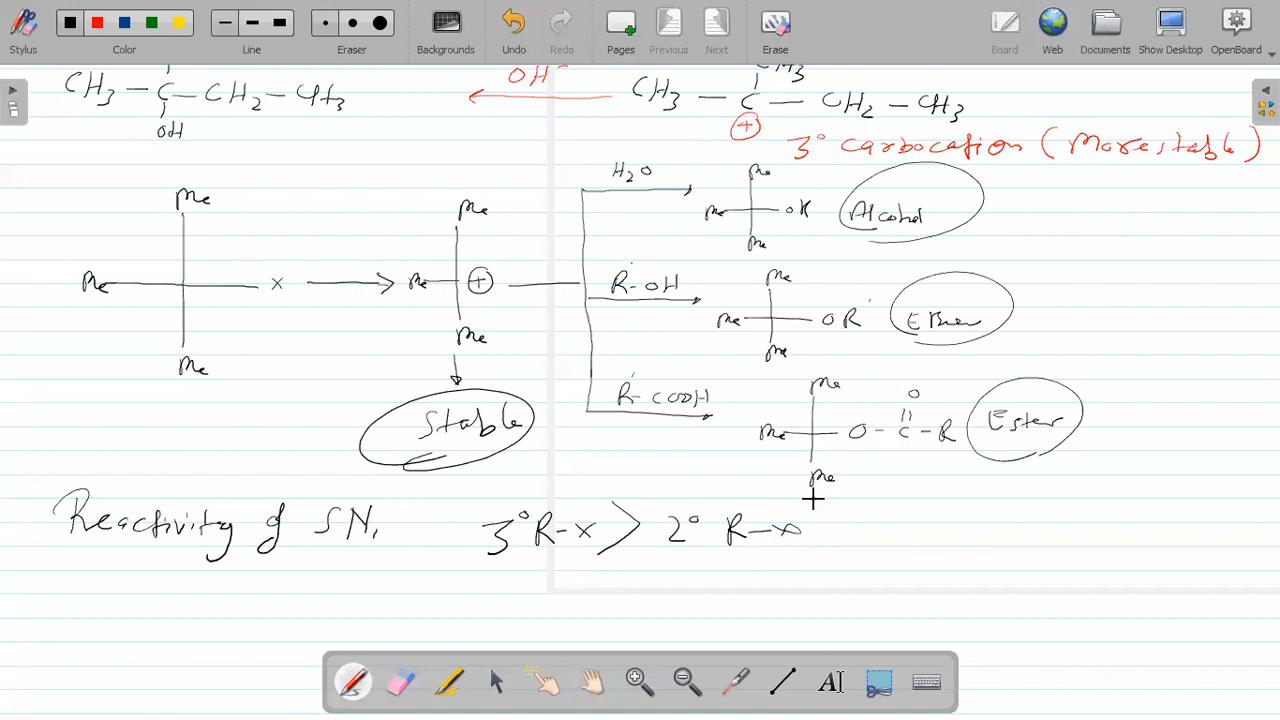 Stylus Color Line Eraser Backgrounds Undo Redo Pages Previous Next Erase Board Web Documents Show Desktop OpenBoard
OH⁻
CH3
CH3 – C – CH2 – CH3
OH
CH3 – C – CH2 – CH3
+
3° carbocation (More stable)
Me
Me x
Me
Me
Me +
Me
Stable
H2O
Me
Me OH
Me
Alcohol
R'-OH
Me
Me OR'
Me
Ether
R'-COOH
Me
Me O - C - R
O
Me
Ester
Reactivity of SN1 3° R-x > 2° R-x